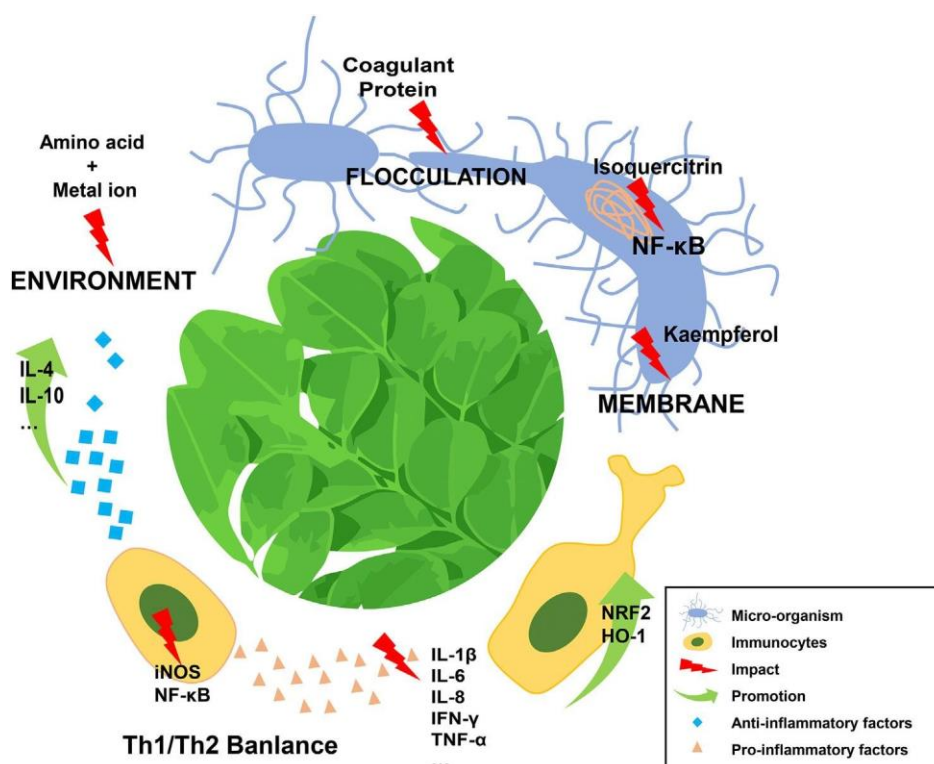 Coagulant
Protein
Amino acid
+
Metal ion
FLOCCULATION
Isoquercitrin
NF-κB
ENVIRONMENT
Kaempferol
MEMBRANE
IL-4
IL-10
...
iNOS
NF-κB
IL-1β
IL-6
IL-8
IFN-γ
TNF-α
...
NRF2
HO-1
Th1/Th2 Banlance
Micro-organism
Immunocytes
Impact
Promotion
Anti-inflammatory factors
Pro-inflammatory factors